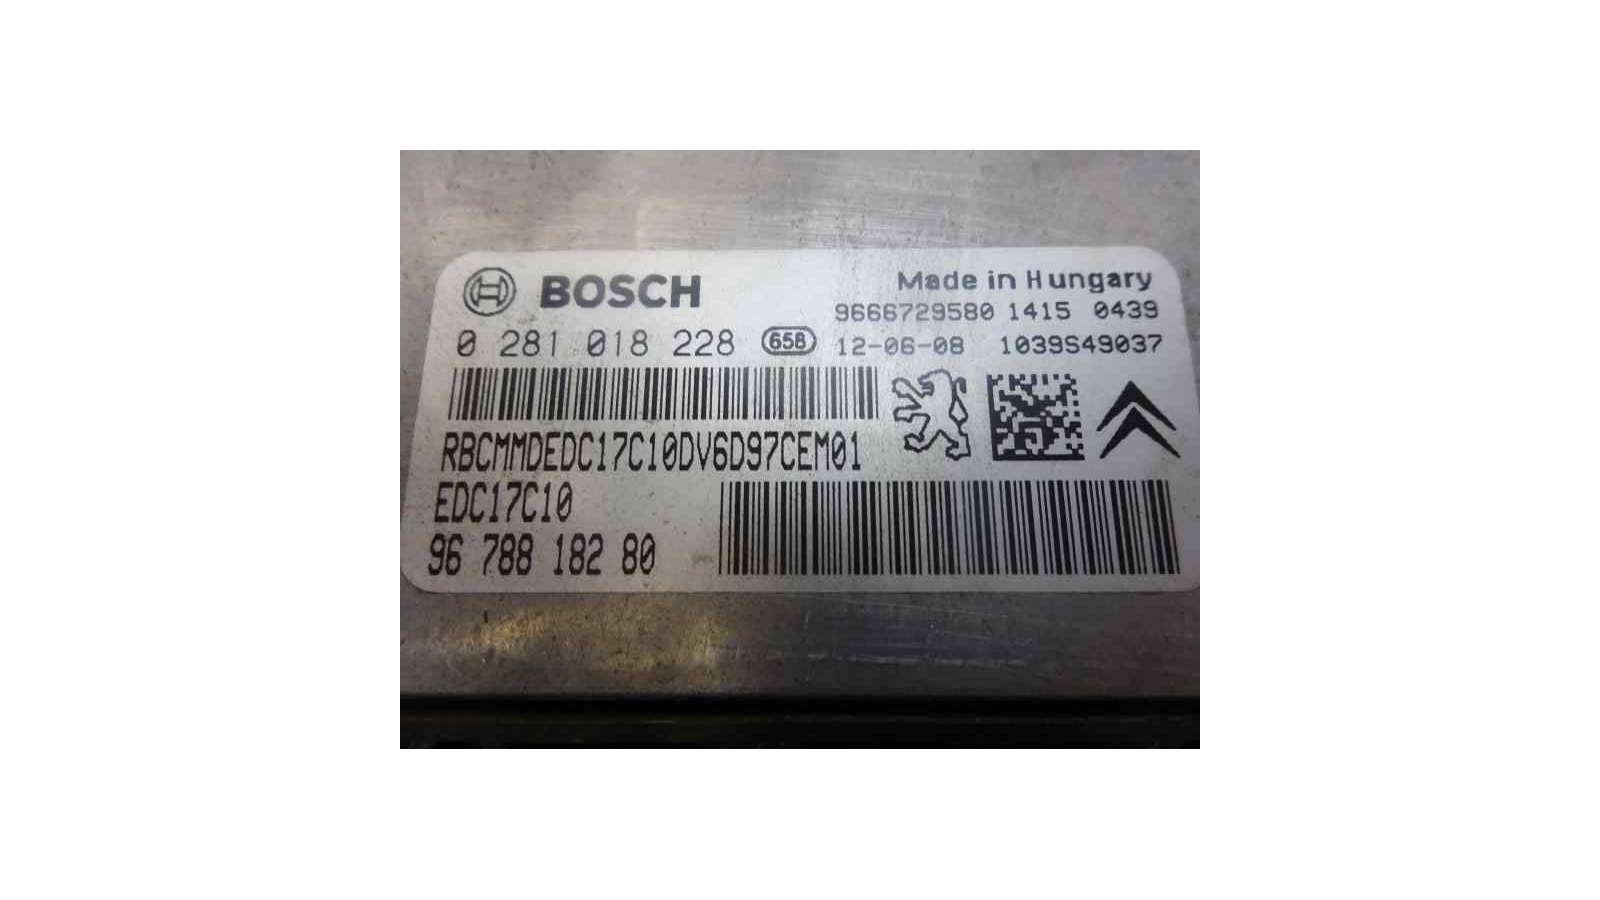 BOSCH
Made in Hungary
9666729580 1415 0439
0 281 018 228 658 12-06-08 1039S49037
RBCMMDEDC17C10DV6D97CEM01
EDC17C10
96 788 182 80